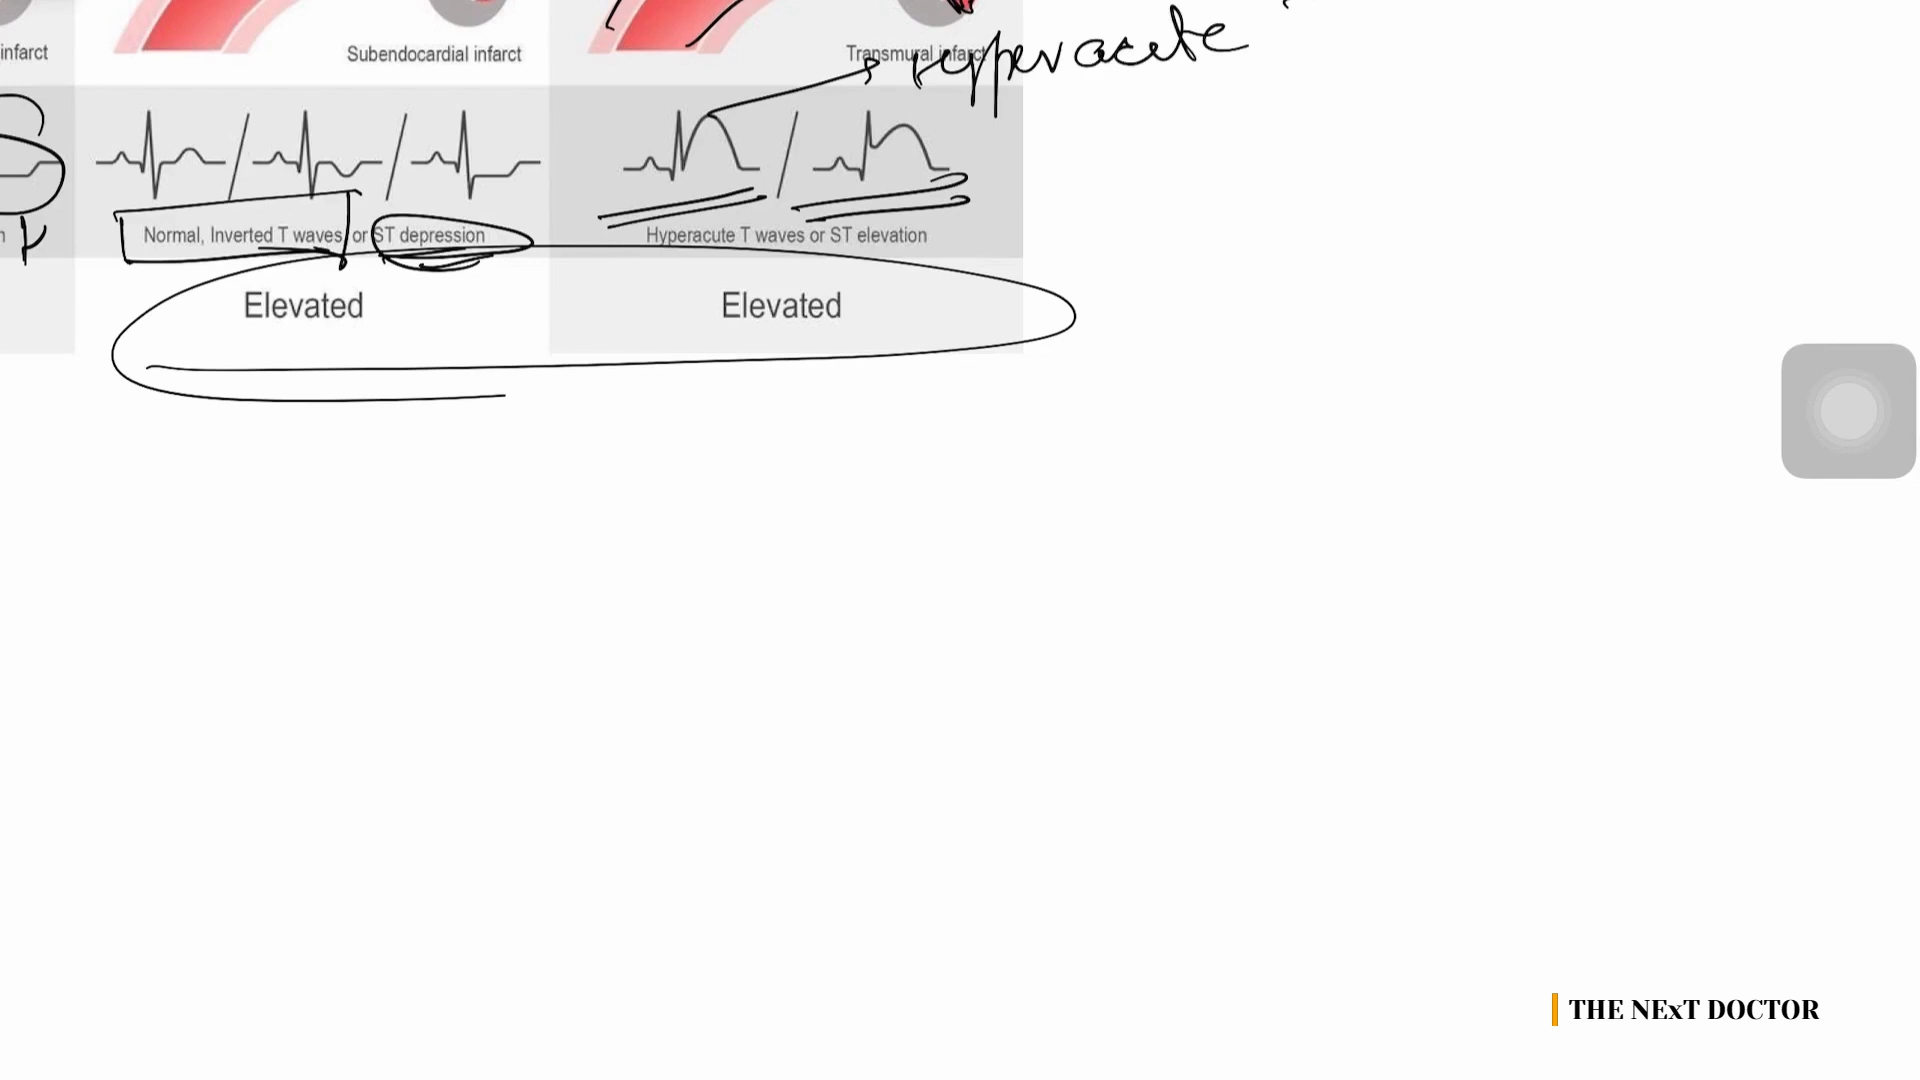 infarct
Subendocardial infarct
Transmural infarct
Hyperacute
Normal, Inverted T waves, or ST depression
Hyperacute T waves or ST elevation
Elevated
Elevated
THE NExT DOCTOR